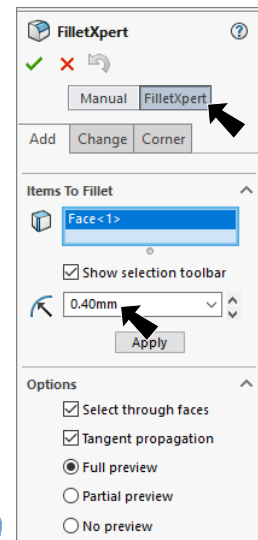 FilletXpert
Manual FilletXpert
Add Change Corner
Items To Fillet
Face<1>
Show selection toolbar
0.40mm
Apply
Options
Select through faces
Tangent propagation
Full preview
Partial preview
No preview